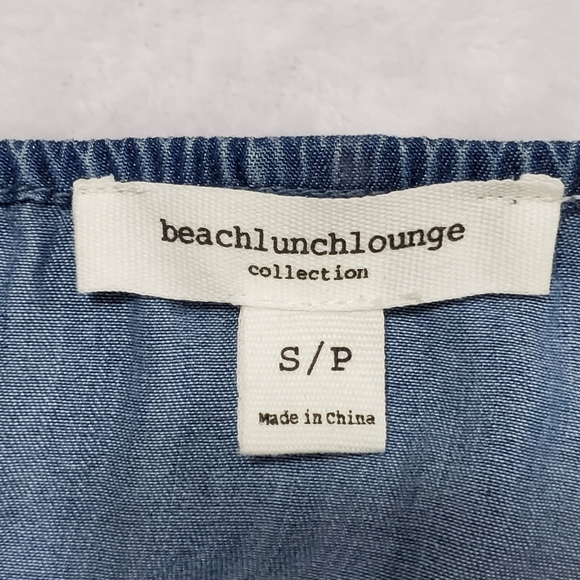 beachlunchlounge
collection
S/P
Made in China